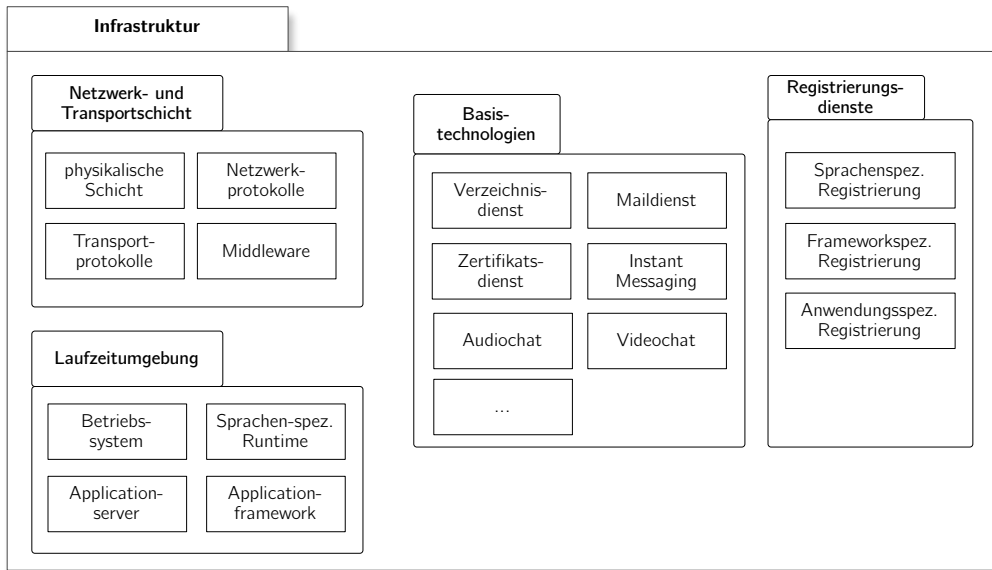 Infrastruktur
Netzwerk- und
Transportschicht
physikalische
Schicht
Netzwerk-
protokolle
Transport-
protokolle
Middleware
Laufzeitumgebung
Betriebs-
system
Sprachen-spez.
Runtime
Application-
server
Application-
framework
Basis-
technologien
Verzeichnis-
dienst
Maildienst
Zertifikats-
dienst
Instant
Messaging
Audiochat
Videochat
...
Registrierungs-
dienste
Sprachenspez.
Registrierung
Frameworkspez.
Registrierung
Anwendungsspez.
Registrierung